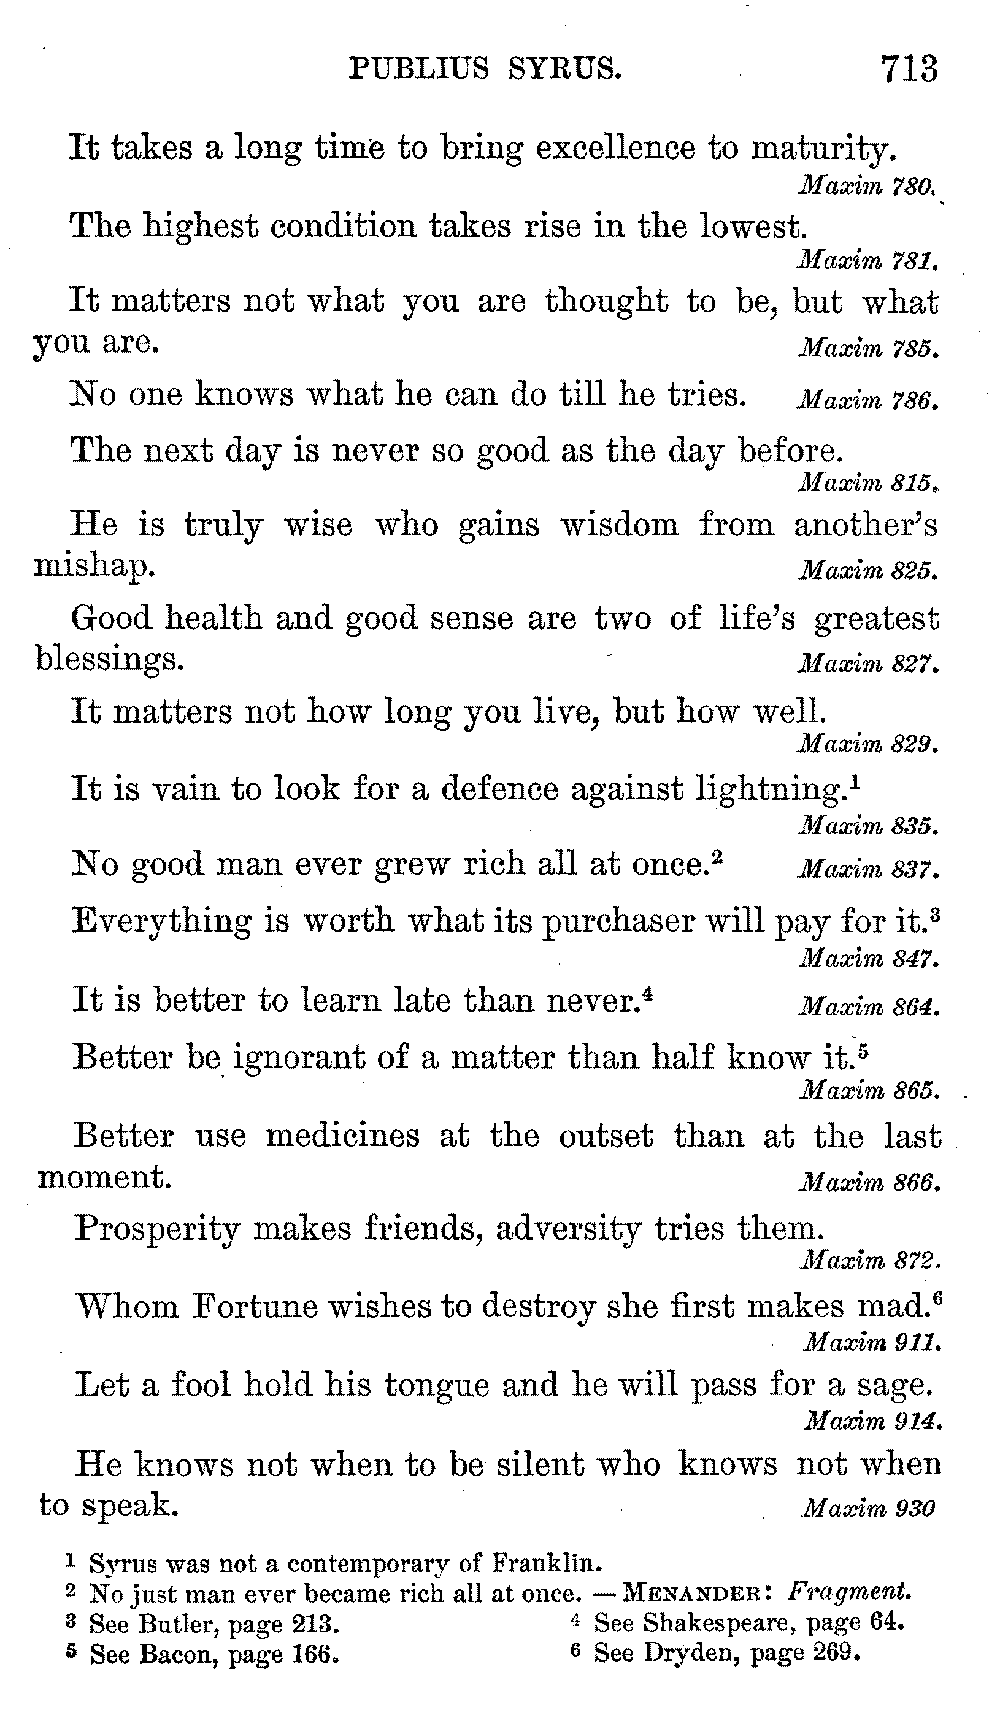 PUBLIUS SYRUS. 713
It takes a long time to bring excellence to maturity.
Maxim 780.
The highest condition takes rise in the lowest.
Maxim 781.
It matters not what you are thought to be, but what
you are. Maxim 785.
No one knows what he can do till he tries. Maxim 786.
The next day is never so good as the day before.
Maxim 815.
He is truly wise who gains wisdom from another's
mishap. Maxim 825.
Good health and good sense are two of life's greatest
blessings. Maxim 827.
It matters not how long you live, but how well.
Maxim 829.
It is vain to look for a defence against lightning.¹
Maxim 835.
No good man ever grew rich all at once.² Maxim 837.
Everything is worth what its purchaser will pay for it.³
Maxim 847.
It is better to learn late than never.⁴ Maxim 864.
Better be ignorant of a matter than half know it.⁵
Maxim 865.
Better use medicines at the outset than at the last
moment. Maxim 866.
Prosperity makes friends, adversity tries them.
Maxim 872.
Whom Fortune wishes to destroy she first makes mad.⁶
Maxim 911.
Let a fool hold his tongue and he will pass for a sage.
Maxim 914.
He knows not when to be silent who knows not when
to speak. Maxim 930
¹ Syrus was not a contemporary of Franklin.
² No just man ever became rich all at once. — MENANDER: Fragment.
³ See Butler, page 213. ⁴ See Shakespeare, page 64.
⁵ See Bacon, page 166. ⁶ See Dryden, page 269.